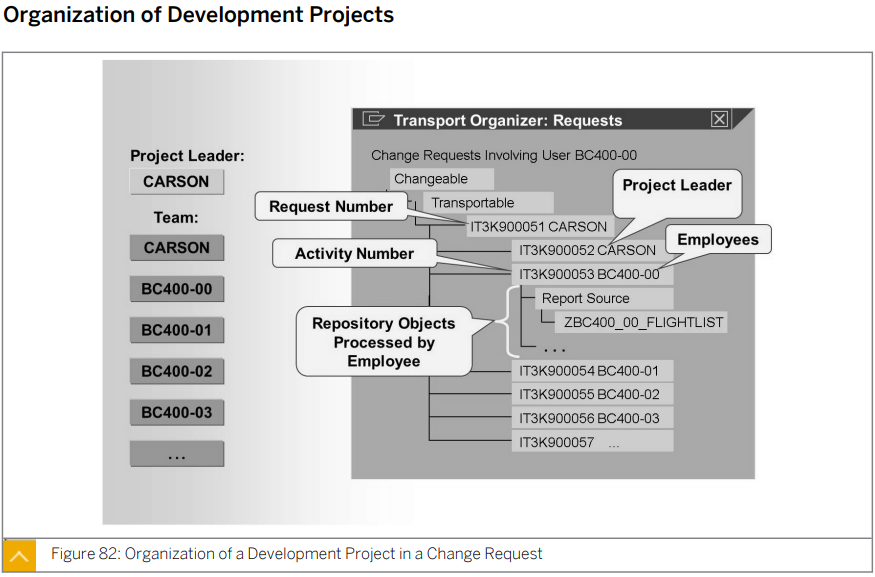 Organization of Development Projects
Transport Organizer: Requests
Project Leader:
CARSON
Team:
CARSON
BC400-00
BC400-01
BC400-02
BC400-03
...
Change Requests Involving User BC400-00
Changeable
Transportable
Request Number
IT3K900051 CARSON
Project Leader
IT3K900052 CARSON
Employees
Activity Number
IT3K900053 BC400-00
Report Source
ZBC400_00_FLIGHTLIST
...
Repository Objects
Processed by
Employee
IT3K900054 BC400-01
IT3K900055 BC400-02
IT3K900056 BC400-03
IT3K900057 ...
Figure 82: Organization of a Development Project in a Change Request